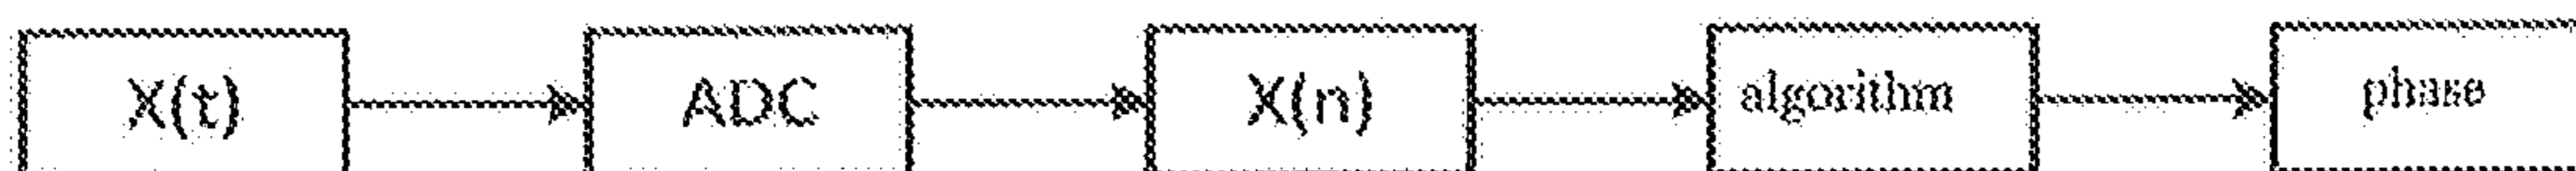 X(t) ADC X(n) algorithm phase